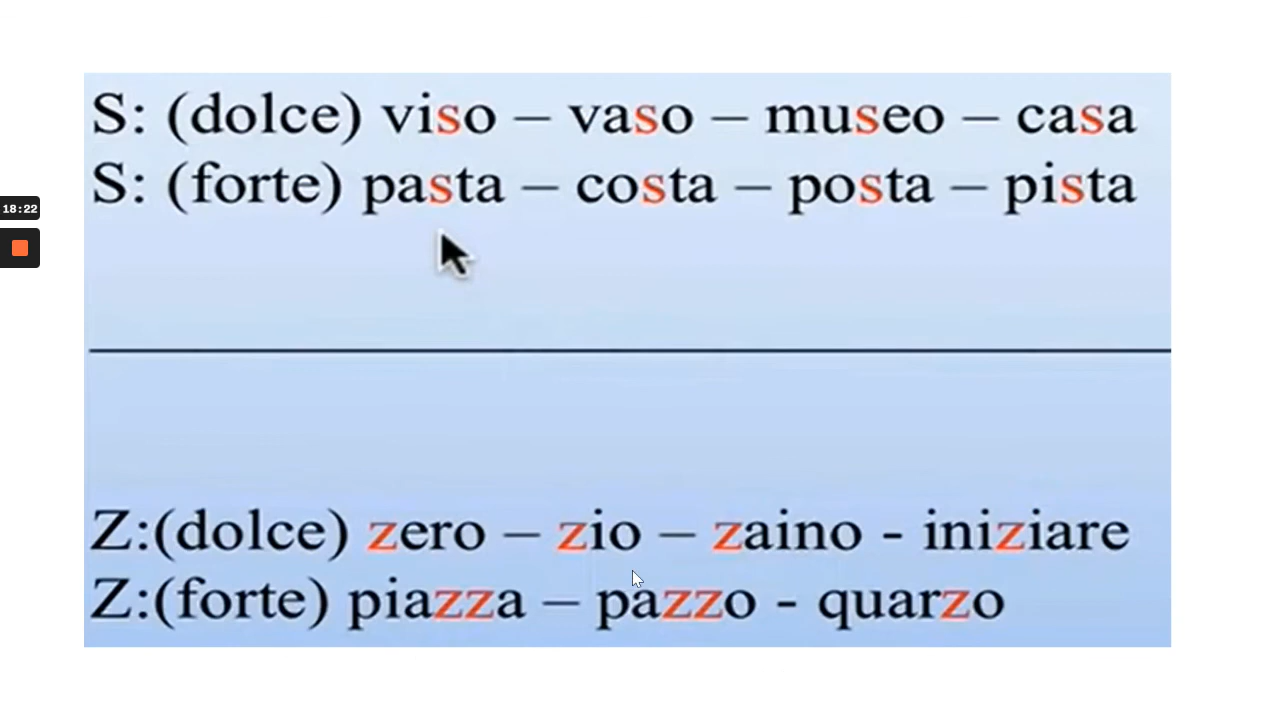 S: (dolce) viso – vaso – museo – casa
S: (forte) pasta – costa – posta – pista
18:22
Z:(dolce) zero – zio – zaino - iniziare
Z:(forte) piazza – pazzo - quarzo